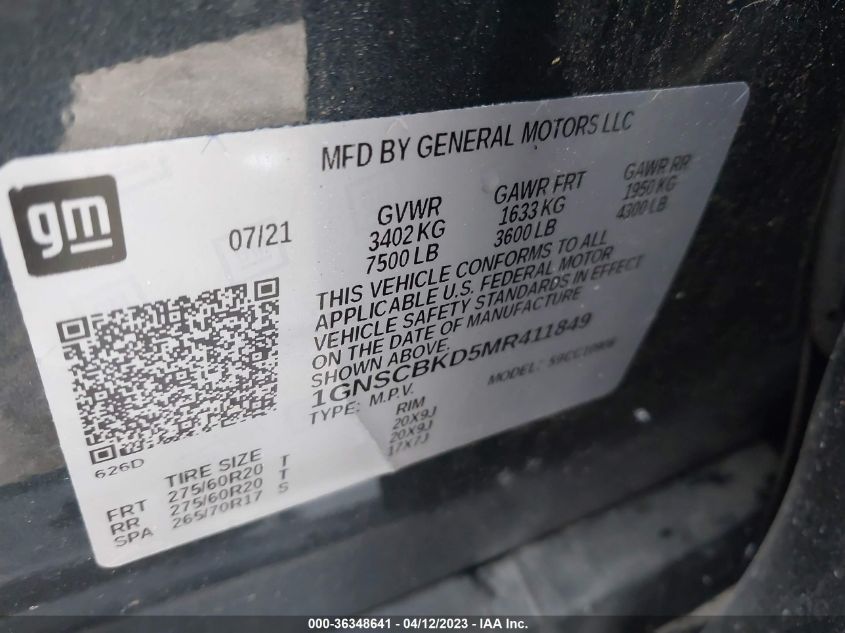 gm
MFD BY GENERAL MOTORS LLC
07/21
GVWR GAWR FRT GAWR RR
3402 KG 1633 KG 1950 KG
7500 LB 3600 LB 4300 LB
THIS VEHICLE CONFORMS TO ALL
APPLICABLE U.S. FEDERAL MOTOR
VEHICLE SAFETY STANDARDS IN EFFECT
ON THE DATE OF MANUFACTURE
SHOWN ABOVE.
1GNSCBKD5MR411849
TYPE: M.P.V. MODEL:
626D
TIRE SIZE RIM
FRT 275/60R20 T 20X9J
RR 275/60R20 T 20X9J
SPA 265/70R17 S 17X7J
000-36348641 / 04/12/2023 - IAA Inc.